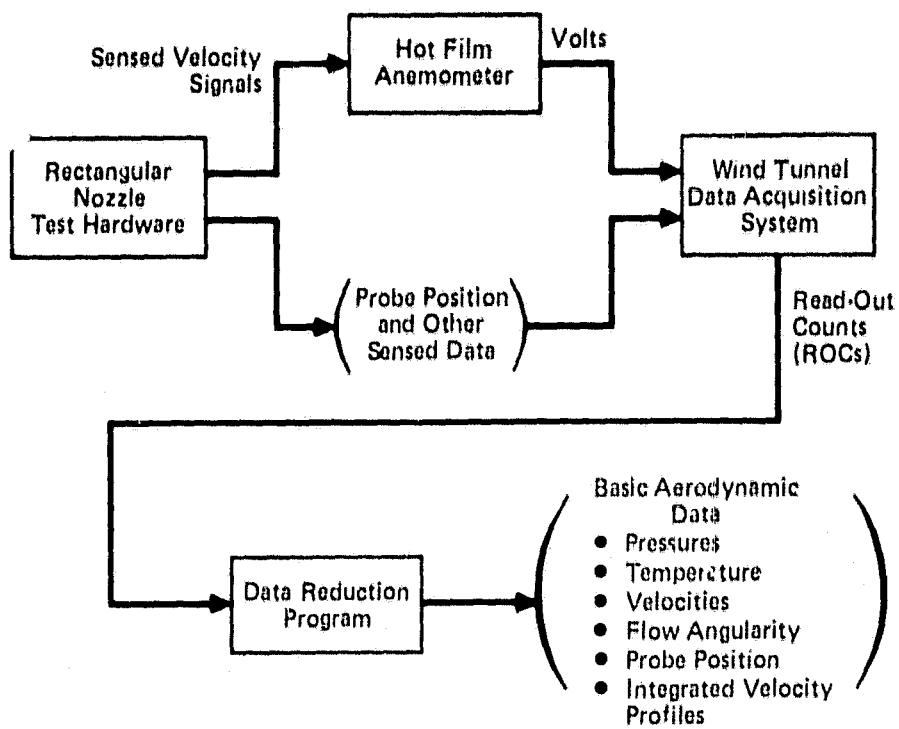 Sensed Velocity
Signals
Hot Film
Anemometer
Volts
Rectangular
Nozzle
Test Hardware
Wind Tunnel
Data Acquisition
System
Probe Position
and Other
Sensed Data
Read-Out
Counts
(ROCs)
Data Reduction
Program
Basic Aerodynamic
Data
● Pressures
● Temperature
● Velocities
● Flow Angularity
● Probe Position
● Integrated Velocity
Profiles